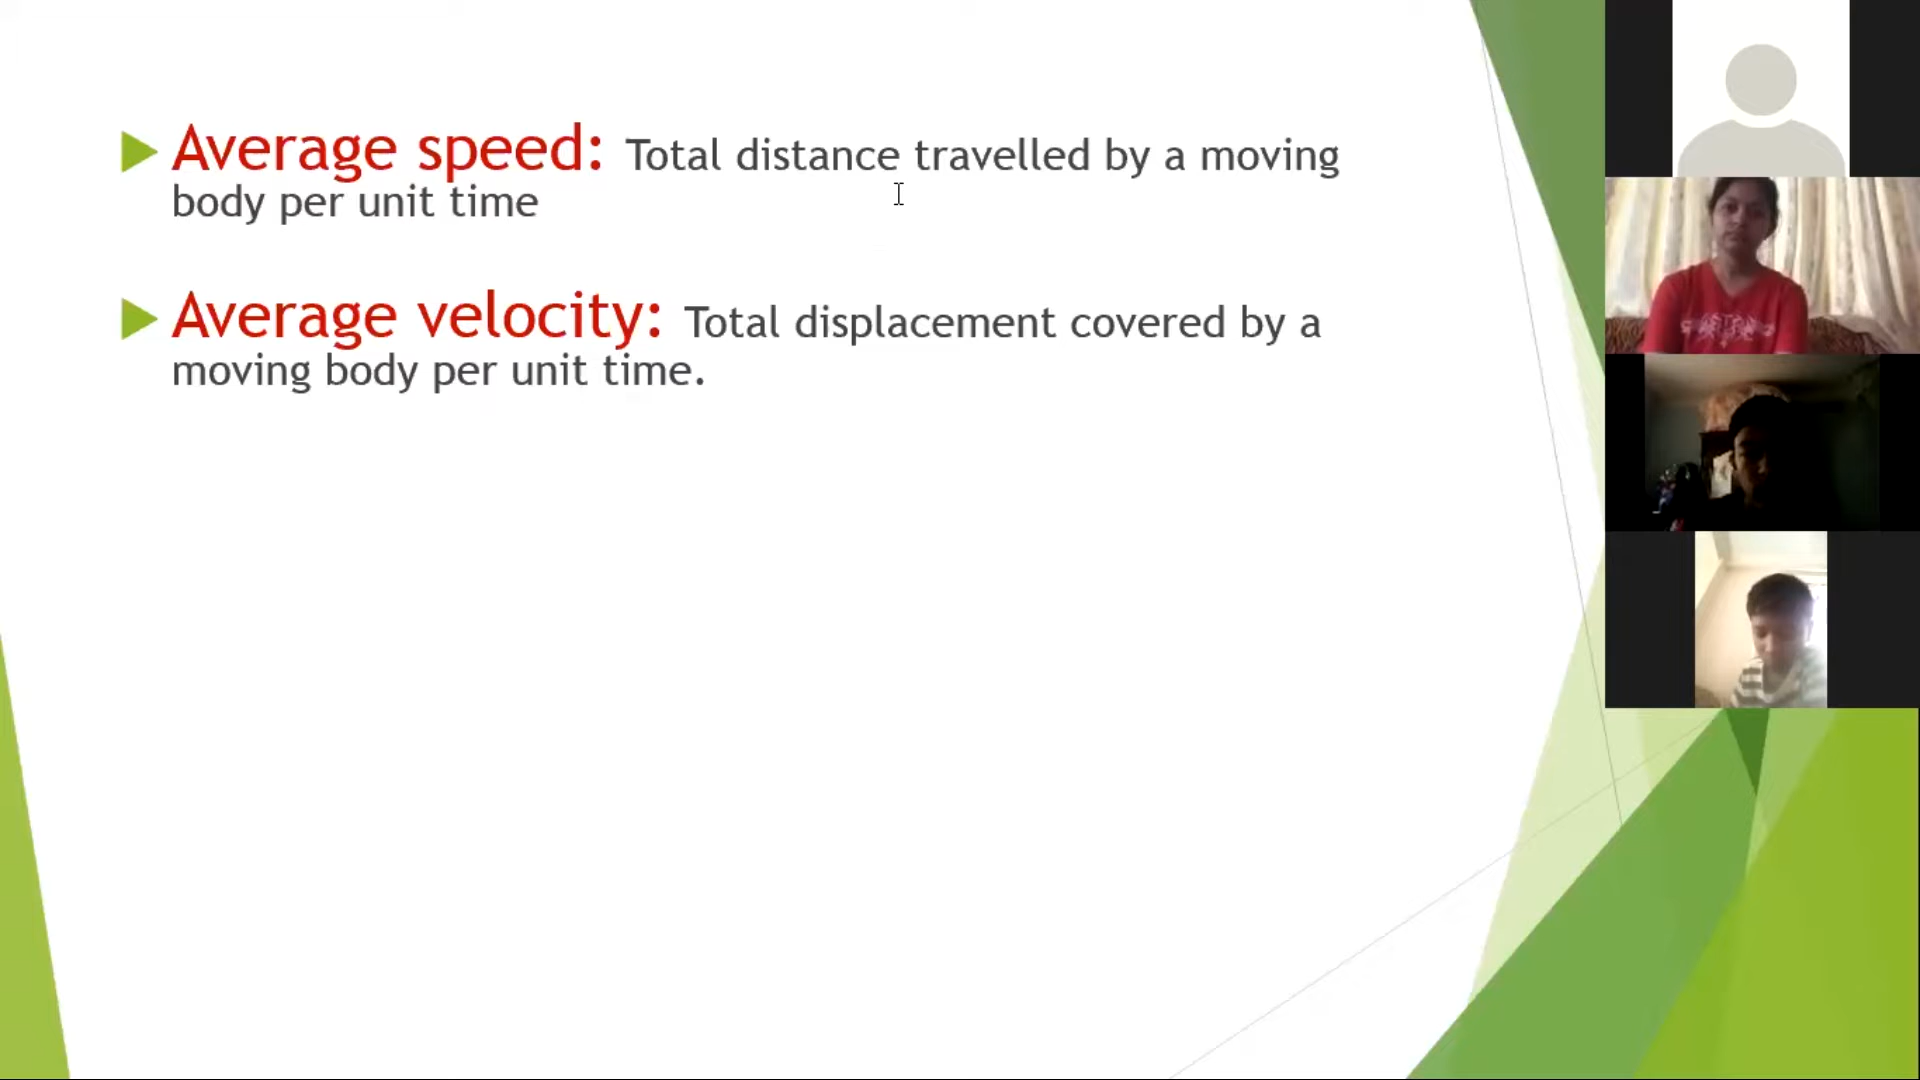 Average speed: Total distance travelled by a moving
body per unit time
Average velocity: Total displacement covered by a
moving body per unit time.